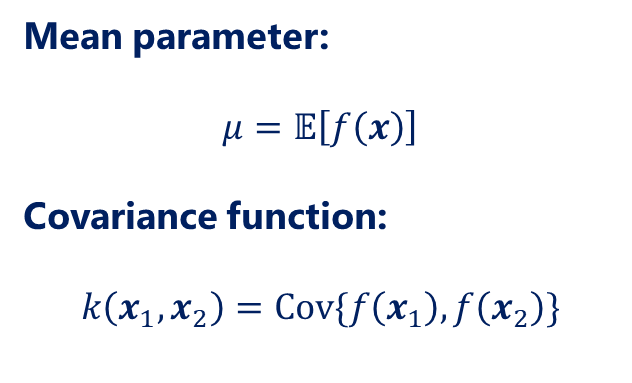 Mean parameter:
μ = 𝔼[f(x)]
Covariance function:
k(x₁, x₂) = Cov{f(x₁), f(x₂)}